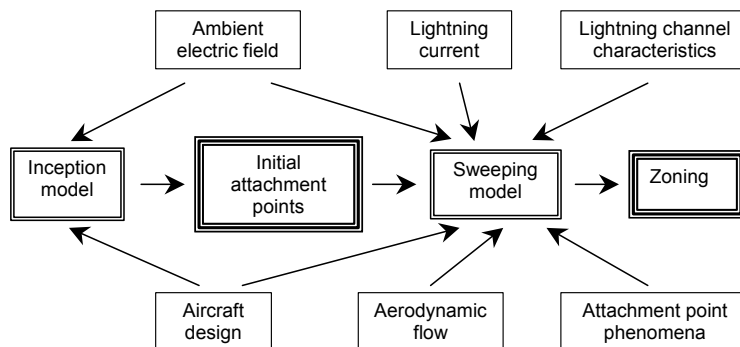 Ambient
electric field
Lightning
current
Lightning channel
characteristics
Inception
model
Initial
attachment
points
Sweeping
model
Zoning
Aircraft
design
Aerodynamic
flow
Attachment point
phenomena